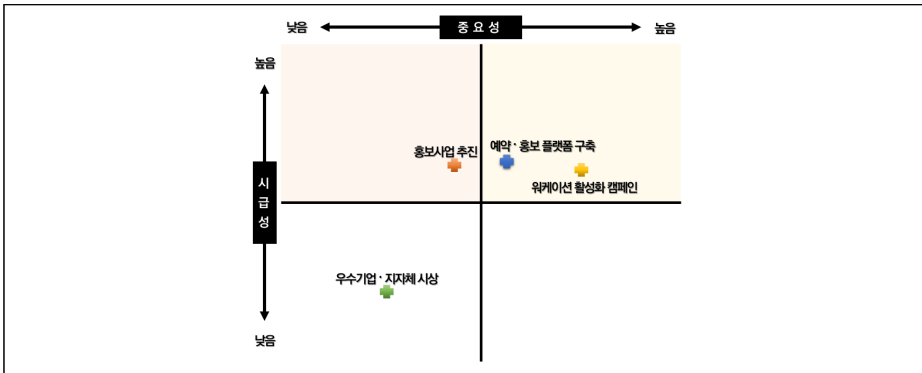 중 요 성
낮음
높음
높음
시
급
성
낮음
홍보사업 추진
예약·홍보 플랫폼 구축
워케이션 활성화 캠페인
우수기업·지자체 시상